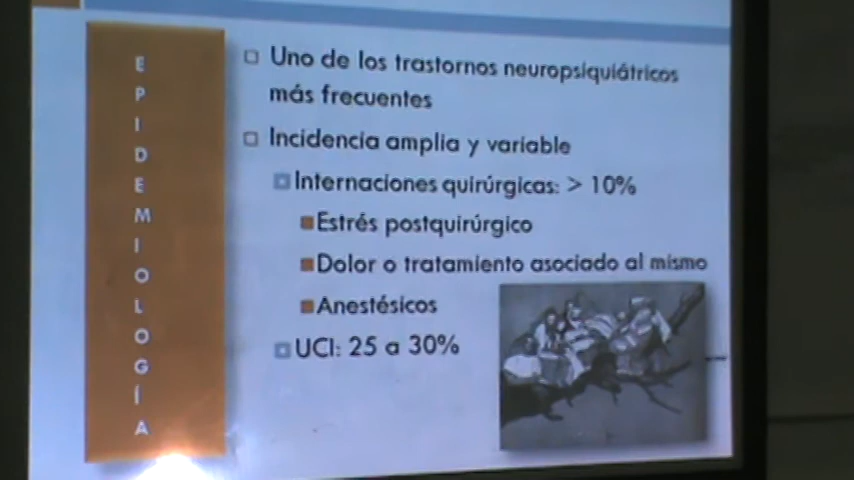 EPIDEMIOLOGÍA
Uno de los trastornos neuropsiquiátricos
más frecuentes
Incidencia amplia y variable
Internaciones quirúrgicas: > 10%
Estrés postquirúrgico
Dolor o tratamiento asociado al mismo
Anestésicos
UCI: 25 a 30%